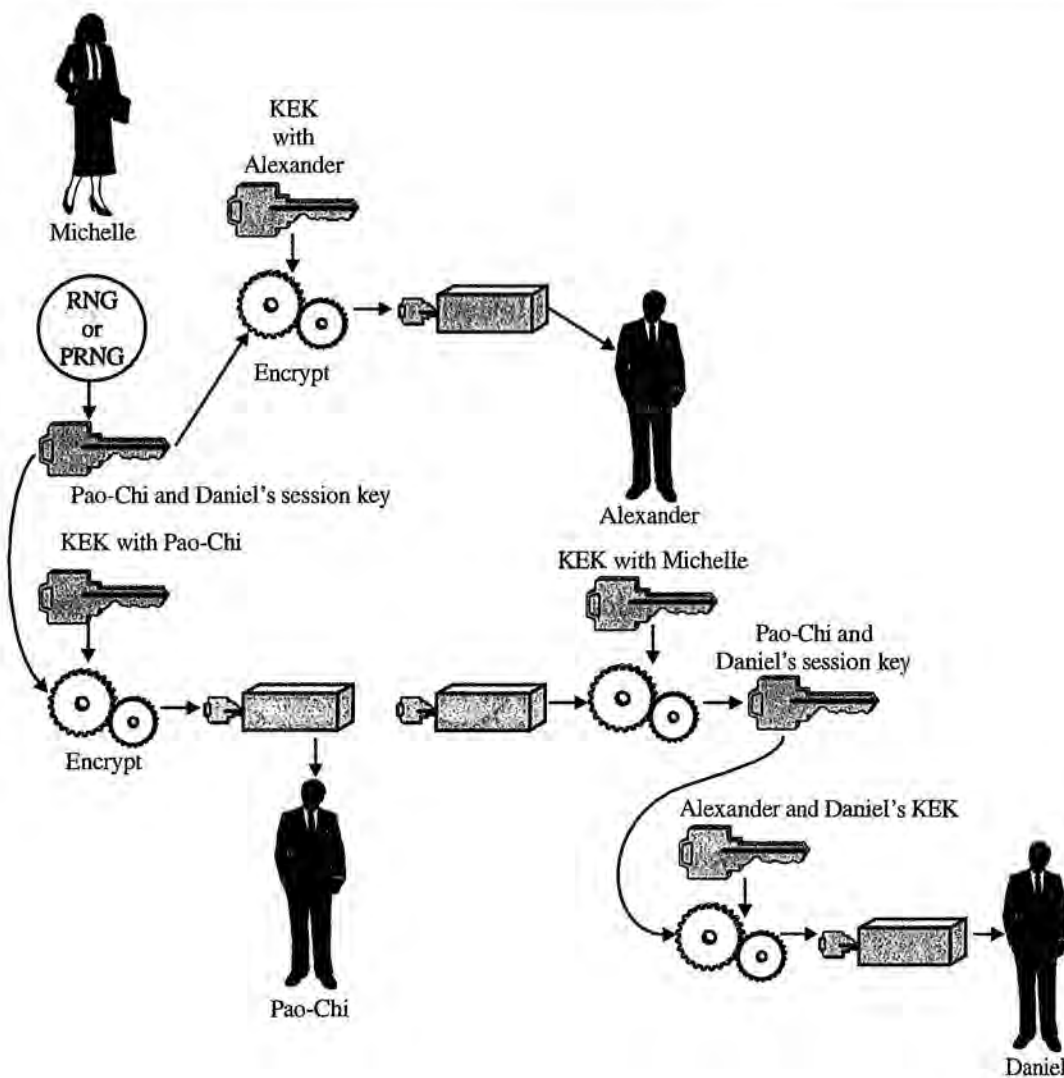 KEK
with
Alexander
Michelle
RNG
or
PRNG
Encrypt
Pao-Chi and Daniel's session key
Alexander
KEK with Pao-Chi
KEK with Michelle
Pao-Chi and
Daniel's session key
Encrypt
Alexander and Daniel's KEK
Pao-Chi
Daniel